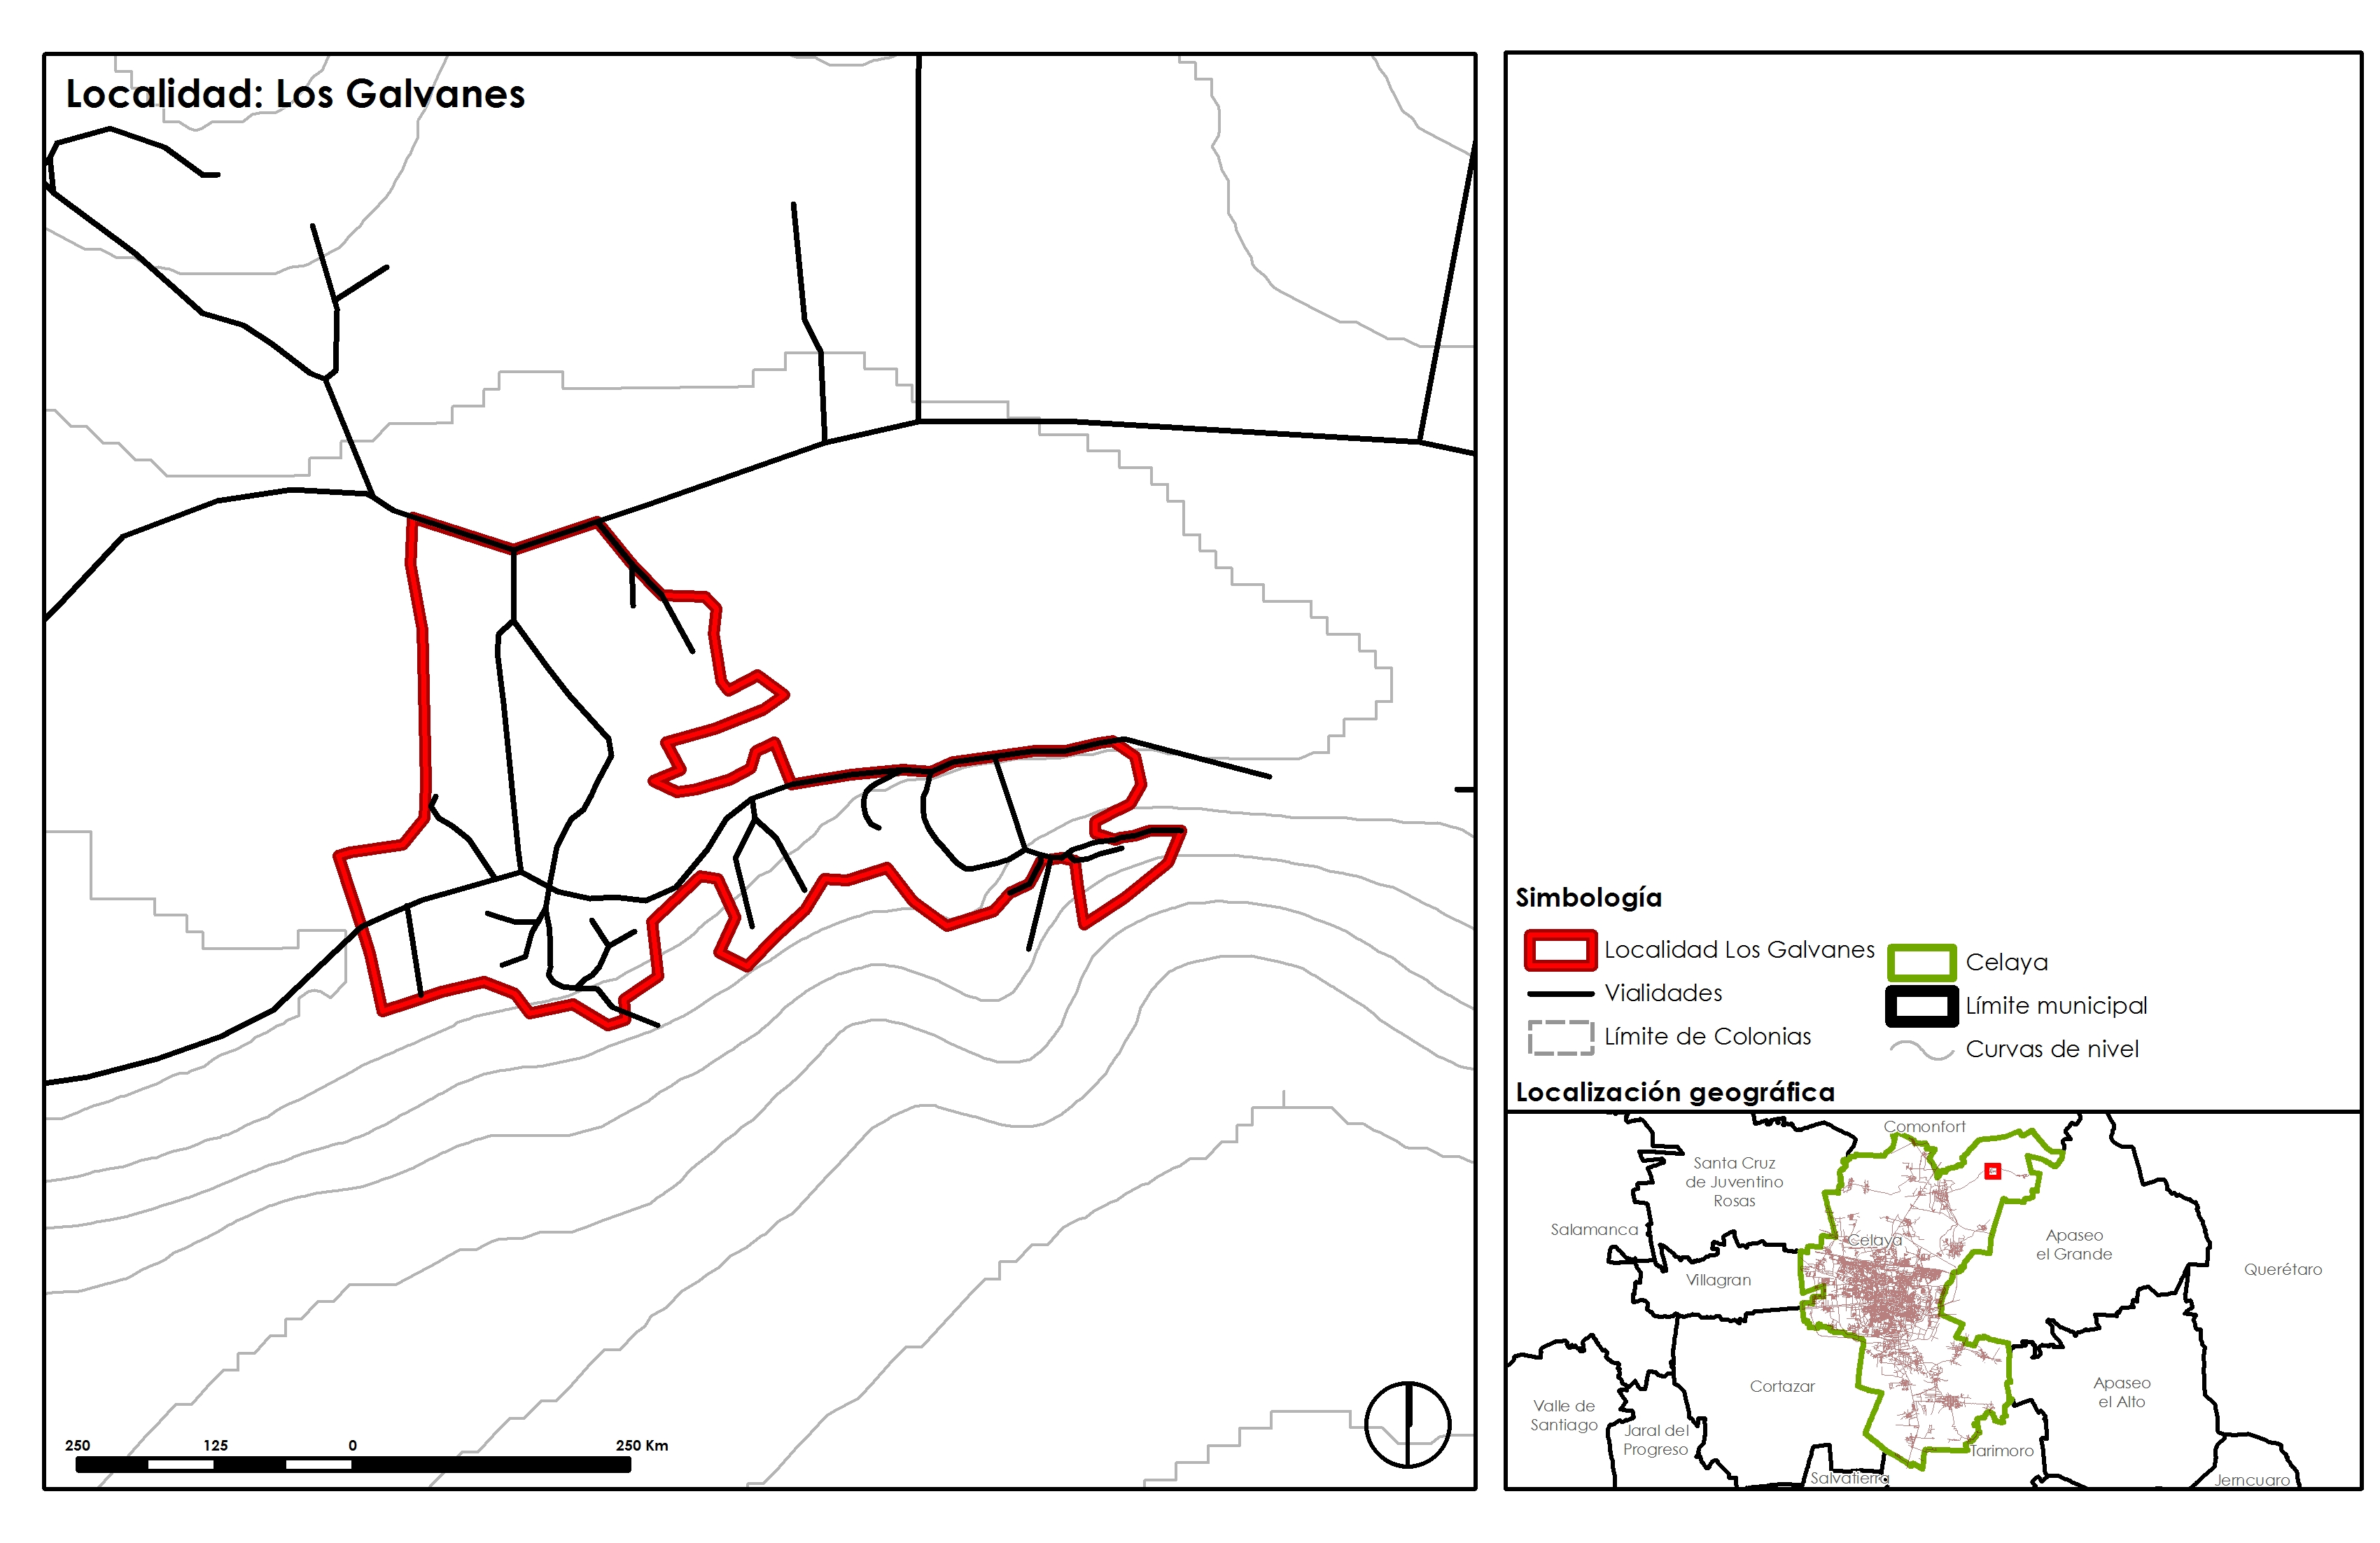 Localidad: Los Galvanes
250 125 0 250 Km
Simbología
Localidad Los Galvanes
Vialidades
Límite de Colonias
Celaya
Límite municipal
Curvas de nivel
Localización geográfica
Comonfort
Santa Cruz
de Juventino
Rosas
Salamanca
Celaya
Apaseo
el Grande
Villagran
Querétaro
Cortazar
Apaseo
el Alto
Valle de
Santiago
Jaral del
Progreso
Tarimoro
Salvatierra
Jerncuaro